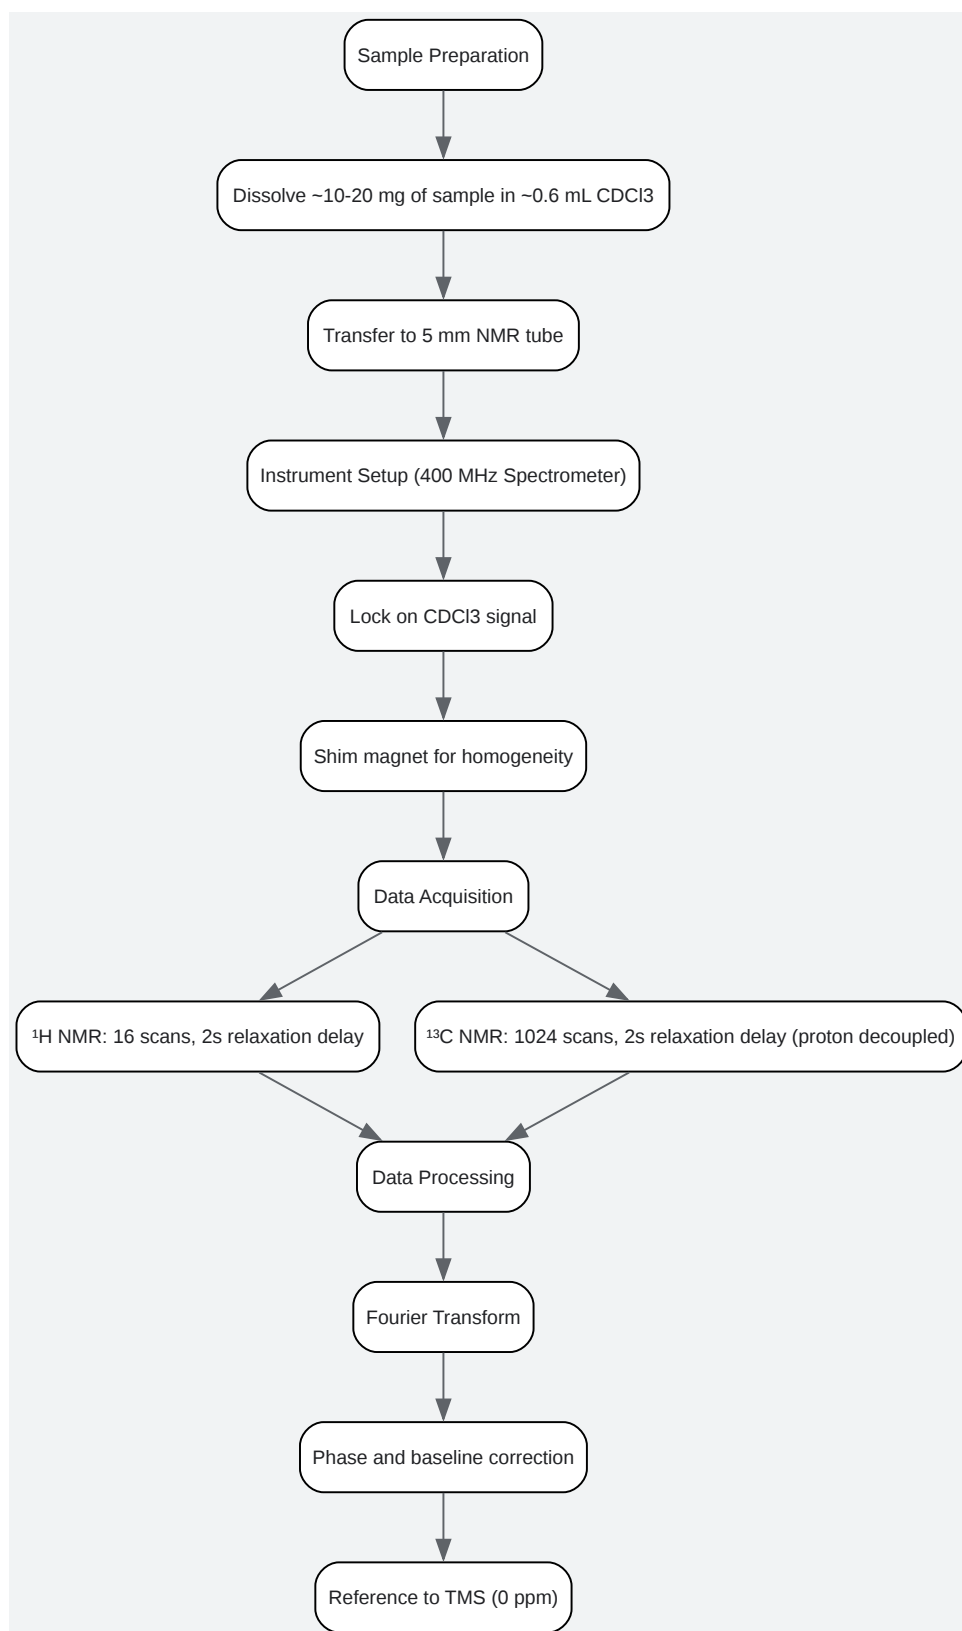 Sample Preparation
Dissolve ~10-20 mg of sample in ~0.6 mL CDCl3
Transfer to 5 mm NMR tube
Instrument Setup (400 MHz Spectrometer)
Lock on CDCl3 signal
Shim magnet for homogeneity
Data Acquisition
¹H NMR: 16 scans, 2s relaxation delay
¹³C NMR: 1024 scans, 2s relaxation delay (proton decoupled)
Data Processing
Fourier Transform
Phase and baseline correction
Reference to TMS (0 ppm)